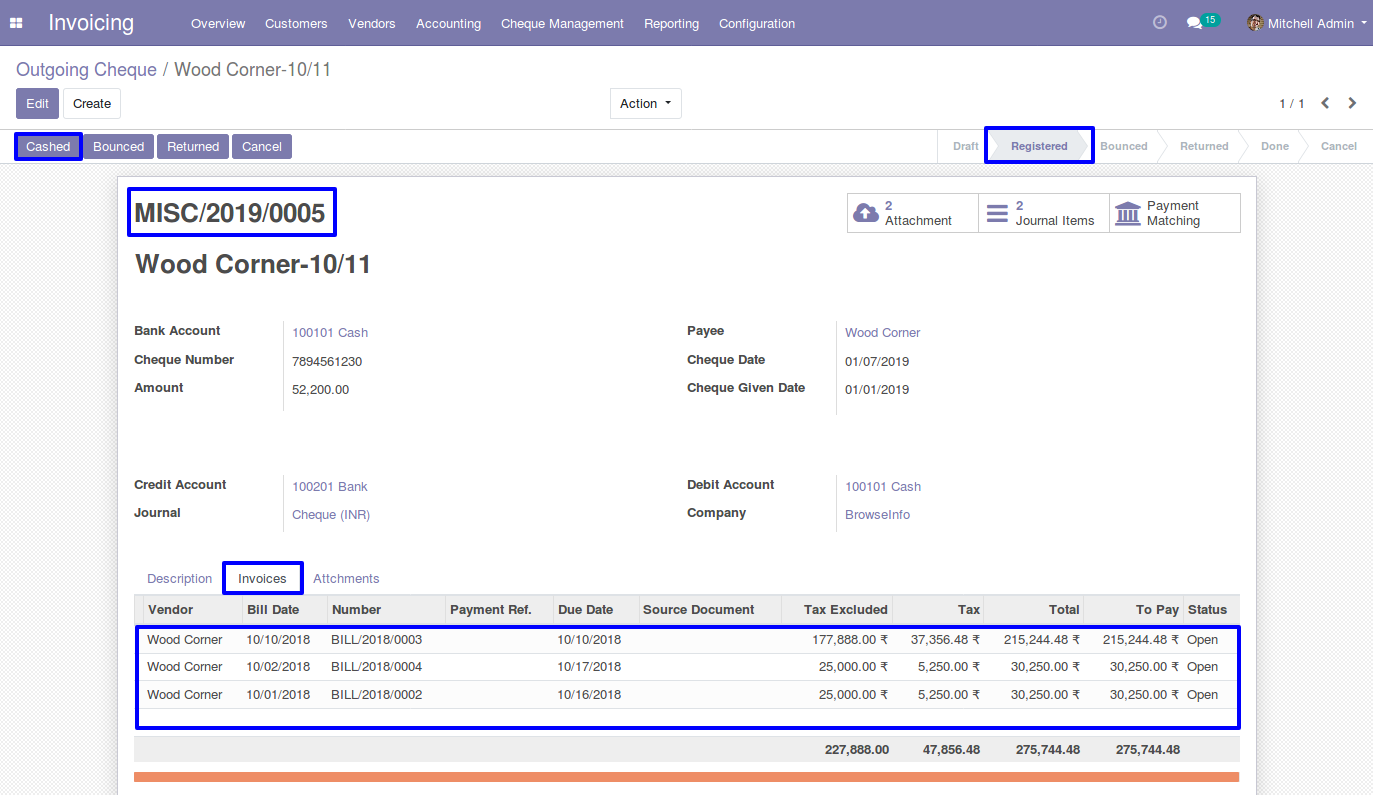 Invoicing Overview Customers Vendors Accounting Cheque Management Reporting Configuration 15 Mitchell Admin
Outgoing Cheque / Wood Corner-10/11
Edit Create Action 1 / 1
Cashed Bounced Returned Cancel Draft Registered Bounced Returned Done Cancel
MISC/2019/0005
2 Attachment
2 Journal Items
Payment Matching
Wood Corner-10/11
Bank Account 100101 Cash Payee Wood Corner
Cheque Number 7894561230 Cheque Date 01/07/2019
Amount 52,200.00 Cheque Given Date 01/01/2019
Credit Account 100201 Bank Debit Account 100101 Cash
Journal Cheque (INR) Company BrowseInfo
Description Invoices Attchments
Vendor Bill Date Number Payment Ref. Due Date Source Document Tax Excluded Tax Total To Pay Status
Wood Corner 10/10/2018 BILL/2018/0003 10/10/2018 177,888.00 ₹ 37,356.48 ₹ 215,244.48 ₹ 215,244.48 ₹ Open
Wood Corner 10/02/2018 BILL/2018/0004 10/17/2018 25,000.00 ₹ 5,250.00 ₹ 30,250.00 ₹ 30,250.00 ₹ Open
Wood Corner 10/01/2018 BILL/2018/0002 10/16/2018 25,000.00 ₹ 5,250.00 ₹ 30,250.00 ₹ 30,250.00 ₹ Open
227,888.00 47,856.48 275,744.48 275,744.48